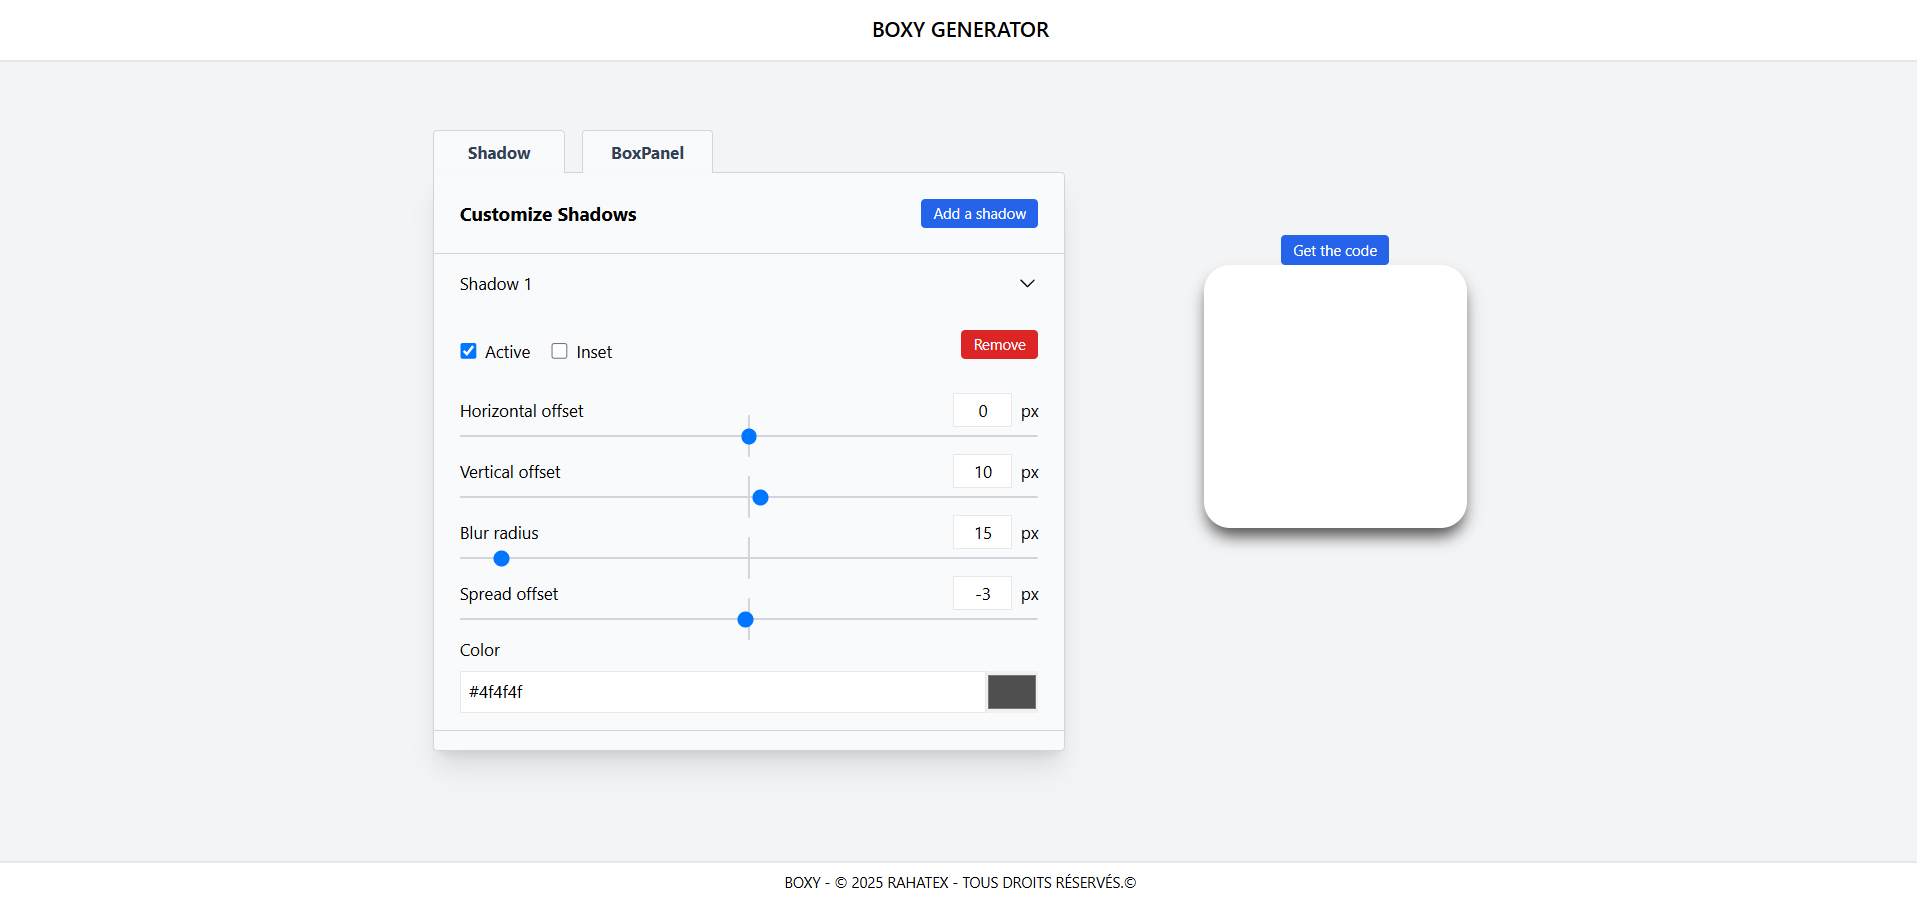 BOXY GENERATOR
Shadow
BoxPanel
Customize Shadows
Add a shadow
Get the code
Shadow 1
Active
Inset
Remove
Horizontal offset
0 px
Vertical offset
10 px
Blur radius
15 px
Spread offset
-3 px
Color
#4f4f4f
BOXY - © 2025 RAHATEX - TOUS DROITS RÉSERVÉS.©